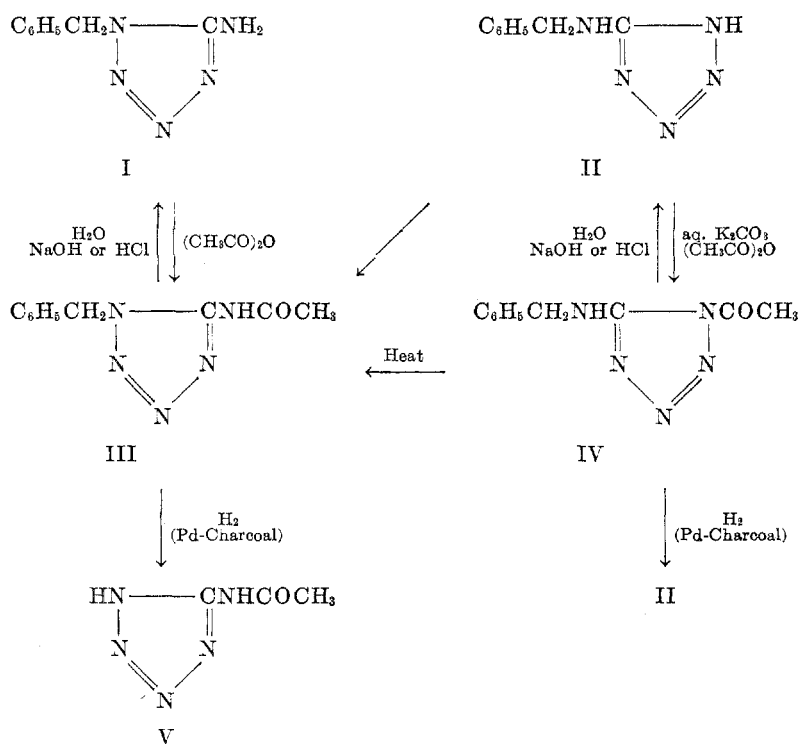 C₆H₅CH₂N CNH₂ C₆H₅CH₂NHC NH
N N N N
N N
I II
H₂O NaOH or HCl (CH₃CO)₂O H₂O NaOH or HCl aq. K₂CO₃ (CH₃CO)₂O
C₆H₅CH₂N CNHCOCH₃ C₆H₅CH₂NHC NCOCH₃
N N Heat N N
N N
III IV
H₂ (Pd-Charcoal) H₂ (Pd-Charcoal)
HN CNHCOCH₃ II
N N
N
V